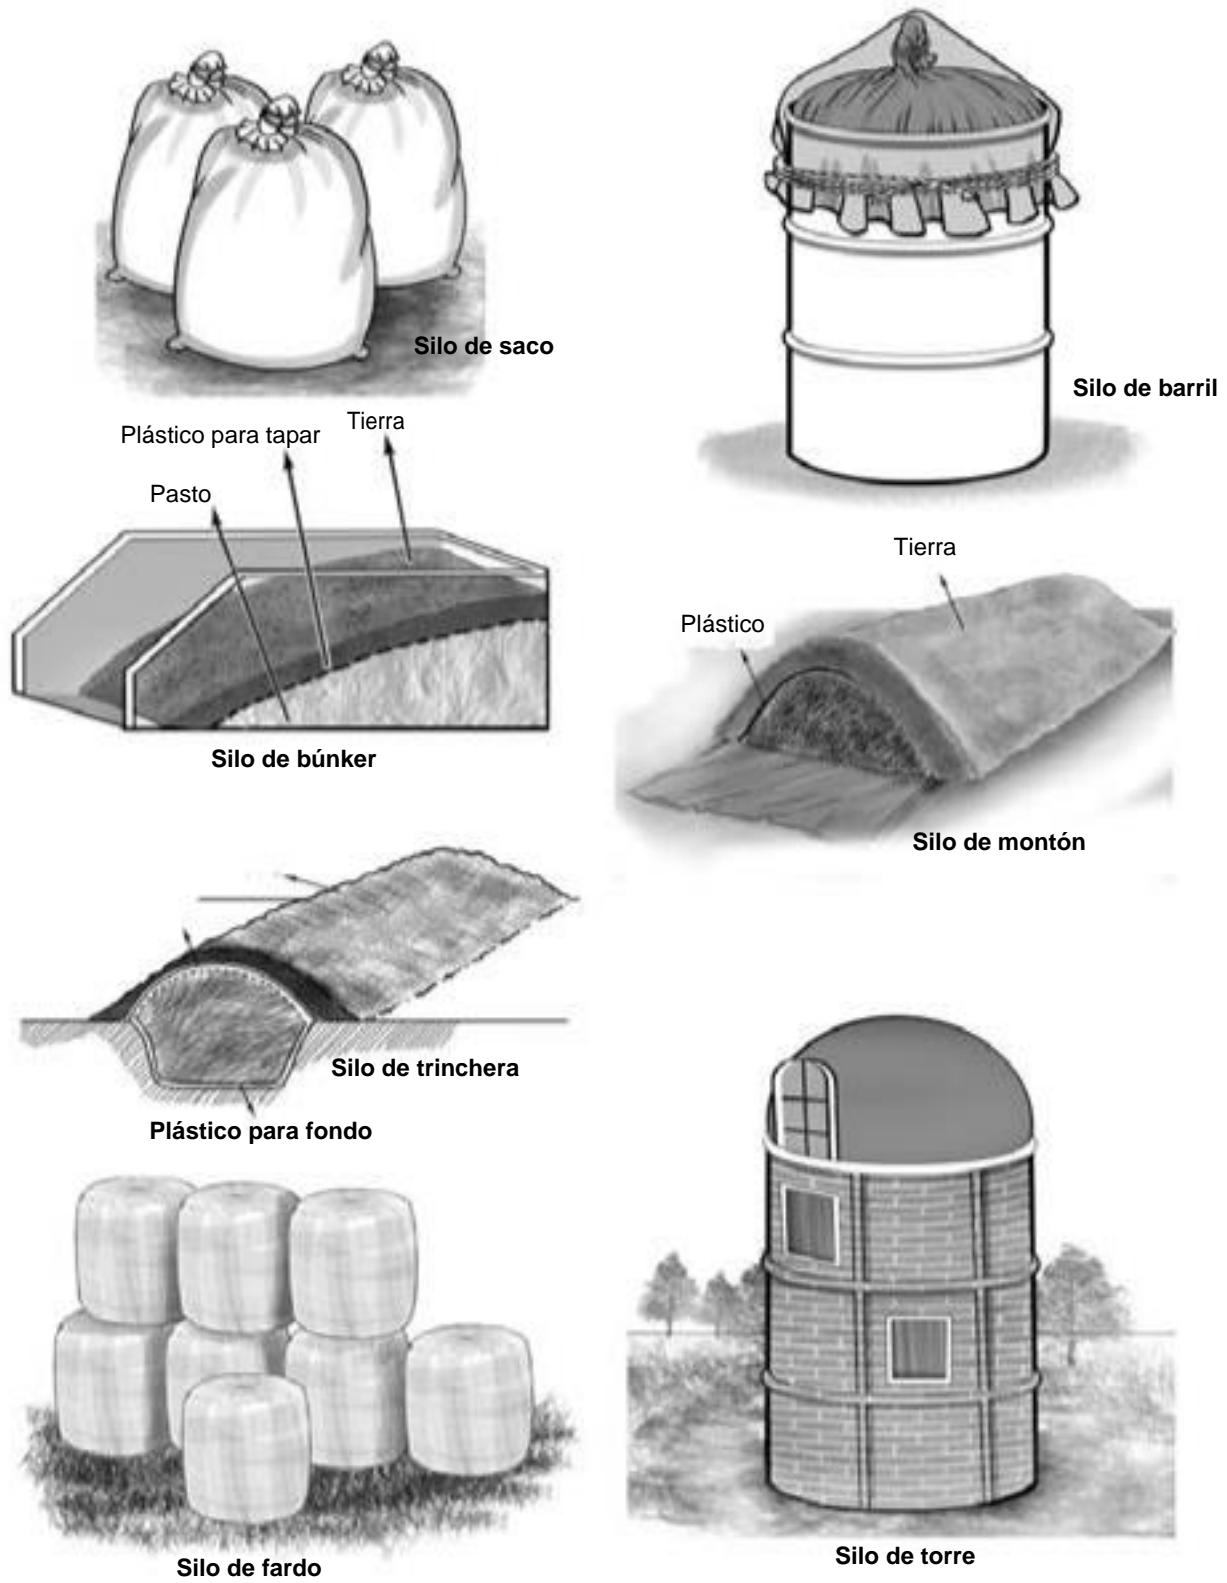 Silo de saco
Silo de barril
Plástico para tapar
Tierra
Pasto
Silo de búnker
Tierra
Plástico
Silo de montón
Silo de trinchera
Plástico para fondo
Silo de fardo
Silo de torre